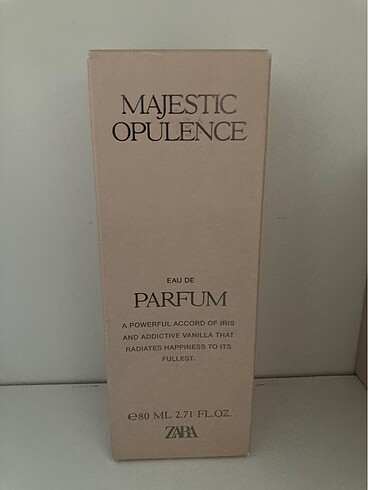 MAJESTIC
OPULENCE
EAU DE
PARFUM
A POWERFUL ACCORD OF IRIS
AND ADDICTIVE VANILLA THAT
RADIATES HAPPINESS TO ITS
FULLEST.
℮80 ML 2.71 FL.OZ.
ZARA